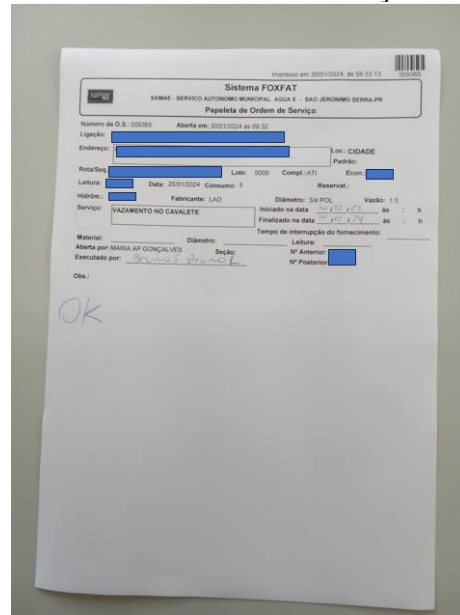 Impresso em 30/01/2024, as 09:33:13 009365
samae
Sistema FOXFAT
SAMAE - SERVICO AUTONOMO MUNICIPAL AGUA E - SAO JERONIMO SERRA-PR
Papeleta de Ordem de Serviço
Número da O.S.: 009365 Aberta em: 30/01/2024 às 09:32
Ligação:
Endereço: Loc.: CIDADE
Padrão:
Rota/Seq. Lote: 0000 Compl.:ATI Econ.
Leitura: Data: 25/01/2024 Consumo: 5 Reserval.:
Hidrôm.: Fabricante: LAO Diâmetro: 3/4 POL Vazão: 1.5
Serviço: VAZAMENTO NO CAVALETE Iniciado na data às : h
Finalizado na data às : h
Tempo de interrupção do fornecimento:
Material: Diâmetro: Leitura:
Aberta por: MARIA AP GONÇALVES Seção: Nº Anterior:
Executado por: Nº Posterior
Obs.:
OK